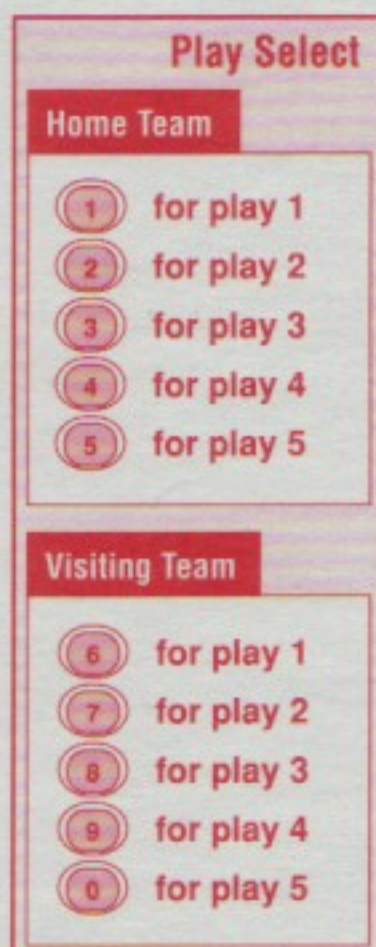 Play Select
Home Team
1 for play 1
2 for play 2
3 for play 3
4 for play 4
5 for play 5
Visiting Team
6 for play 1
7 for play 2
8 for play 3
9 for play 4
0 for play 5